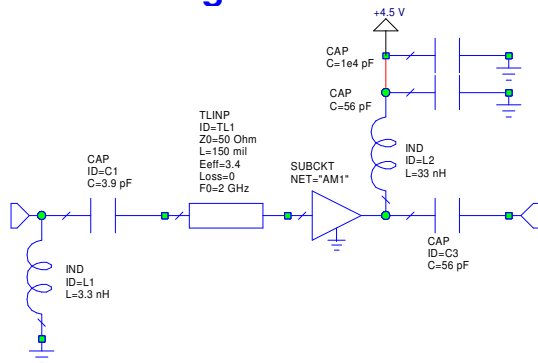 +4.5 V
CAP
C=1e4 pF
CAP
C=56 pF
TLINP
ID=TL1
Z0=50 Ohm
L=150 mil
Eeff=3.4
Loss=0
F0=2 GHz
CAP
ID=C1
C=3.9 pF
SUBCKT
NET="AM1"
IND
ID=L2
L=33 nH
CAP
ID=C3
C=56 pF
IND
ID=L1
L=3.3 nH